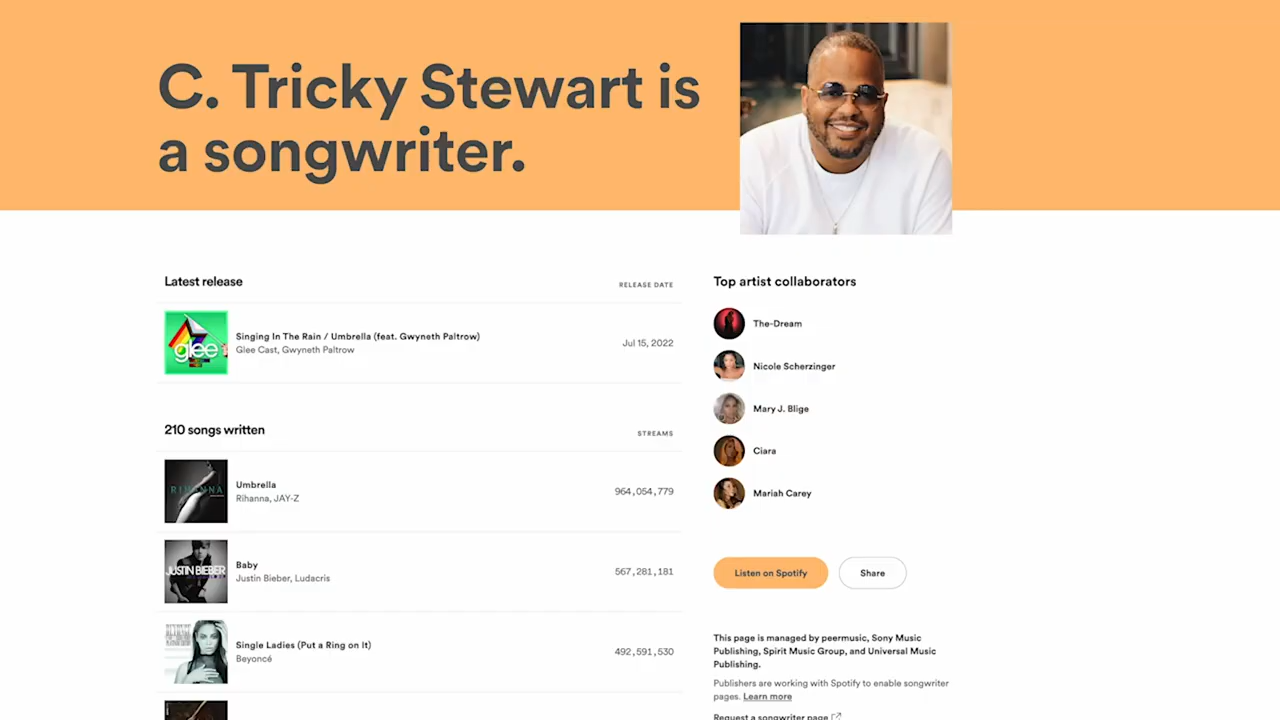 C. Tricky Stewart is
a songwriter.
Latest release
RELEASE DATE
glee
Singing In The Rain / Umbrella (feat. Gwyneth Paltrow)
Glee Cast, Gwyneth Paltrow
Jul 15, 2022
210 songs written
STREAMS
RIHANNA
Umbrella
Rihanna, JAY-Z
964,054,779
JUSTIN BIEBER
Baby
Justin Bieber, Ludacris
567,281,181
Single Ladies (Put a Ring on It)
Beyoncé
492,591,530
Top artist collaborators
The-Dream
Nicole Scherzinger
Mary J. Blige
Ciara
Mariah Carey
Listen on Spotify
Share
This page is managed by peermusic, Sony Music
Publishing, Spirit Music Group, and Universal Music
Publishing.
Publishers are working with Spotify to enable songwriter
pages. Learn more
Request a songwriter page